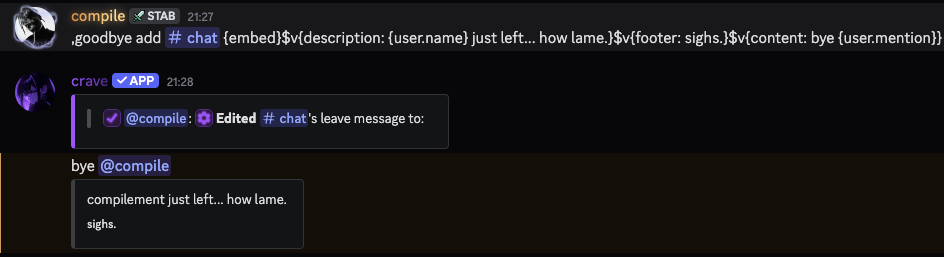 compile STAB 21:27
,goodbye add # chat {embed}$v{description: {user.name} just left... how lame.}$v{footer: sighs.}$v{content: bye {user.mention}}
crave ✓ APP 21:28
@compile: Edited # chat's leave message to:
bye @compile
compilement just left... how lame.
sighs.